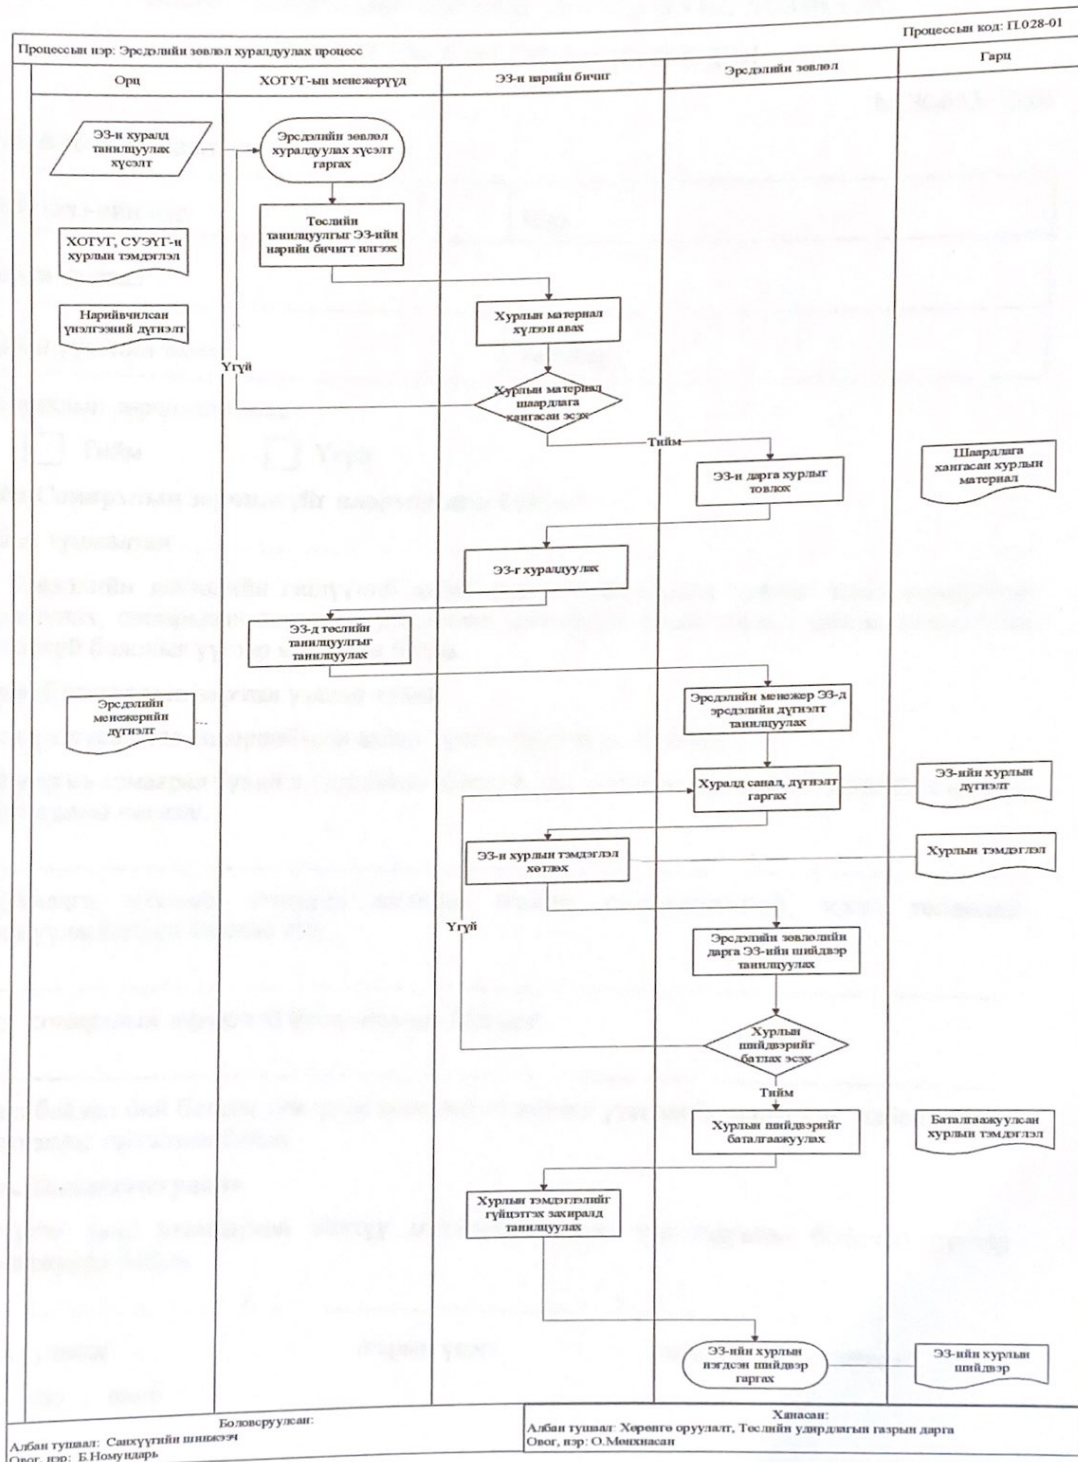 Процессын код: П.028-01
Процессын нэр: Эрсдэлийн зөвлөл хуралдуулах процесс
Орц
ХОТУГ-ын менежерүүд
ЭЗ-н нарийн бичиг
Эрсдэлийн зөвлөл
Гарц
ЭЗ-н хуралд
танилцуулах
хүсэлт
Эрсдэлийн зөвлөл
хуралдуулах хүсэлт
гаргах
Төслийн
танилцуулгыг ЭЗ-ийн
нарийн бичигт илгээх
ХОТУГ, СУЭҮГ-н
хурлын тэмдэглэл
Нарийвчилсан
үнэлгээний дүгнэлт
Хурлын материал
хүлээн авах
Үгүй
Хурлын материал
шаардлага
хангасан эсэх
Тийм
ЭЗ-н дарга хурлыг
товлох
Шаардлага
хангасан хурлын
материал
ЭЗ-г хуралдуулах
ЭЗ-д төслийн
танилцуулгыг
танилцуулах
Эрсдэлийн
менежерийн
дүгнэлт
Эрсдэлийн менежер ЭЗ-д
эрсдэлийн дүгнэлт
танилцуулах
Хуралд санал, дүгнэлт
гаргах
ЭЗ-ийн хурлын
дүгнэлт
ЭЗ-н хурлын тэмдэглэл
хөтлөх
Хурлын тэмдэглэл
Үгүй
Эрсдэлийн зөвлөлийн
дарга ЭЗ-ийн шийдвэр
танилцуулах
Хурлын
шийдвэрийг
батлах эсэх
Тийм
Хурлын шийдвэрийг
баталгаажуулах
Баталгаажуулсан
хурлын тэмдэглэл
Хурлын тэмдэглэлийг
гүйцэтгэх захиралд
танилцуулах
ЭЗ-ийн хурлын
нэгдсэн шийдвэр
гаргах
ЭЗ-ийн хурлын
шийдвэр
Боловсруулсан:
Албан тушаал: Санхүүгийн шинжээч
Овог, нэр: Б.Номундарь
Хянасан:
Албан тушаал: Хөрөнгө оруулалт, Төслийн удирдлагын газрын дарга
Овог, нэр: О.Мөнхнасан